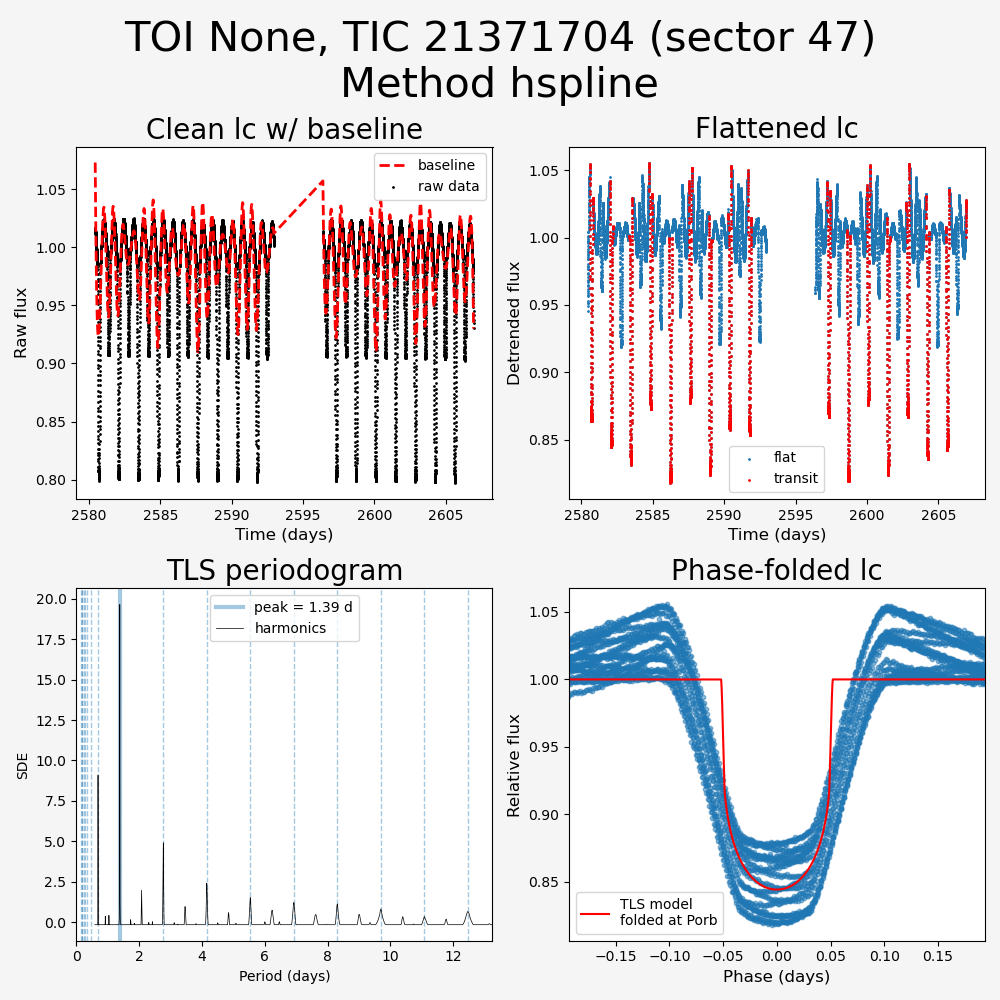 TOI None, TIC 21371704 (sector 47)
Method hspline
Clean lc w/ baseline
Flattened lc
baseline
raw data
1.05
1.00
0.95
0.90
0.85
0.80
Raw flux
2580
2585
2590
2595
2600
2605
Time (days)
1.05
1.00
0.95
0.90
0.85
Detrended flux
flat
transit
2580
2585
2590
2595
2600
2605
Time (days)
TLS periodogram
Phase-folded lc
peak = 1.39 d
harmonics
20.0
17.5
15.0
12.5
10.0
7.5
5.0
2.5
0.0
SDE
0
2
4
6
8
10
12
Period (days)
1.05
1.00
0.95
0.90
0.85
Relative flux
TLS model
folded at Porb
−0.15
−0.10
−0.05
0.00
0.05
0.10
0.15
Phase (days)